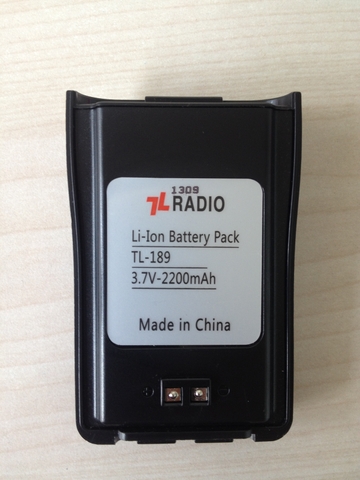 1309
TL RADIO
Li-Ion Battery Pack
TL-189
3.7V-2200mAh
Made in China